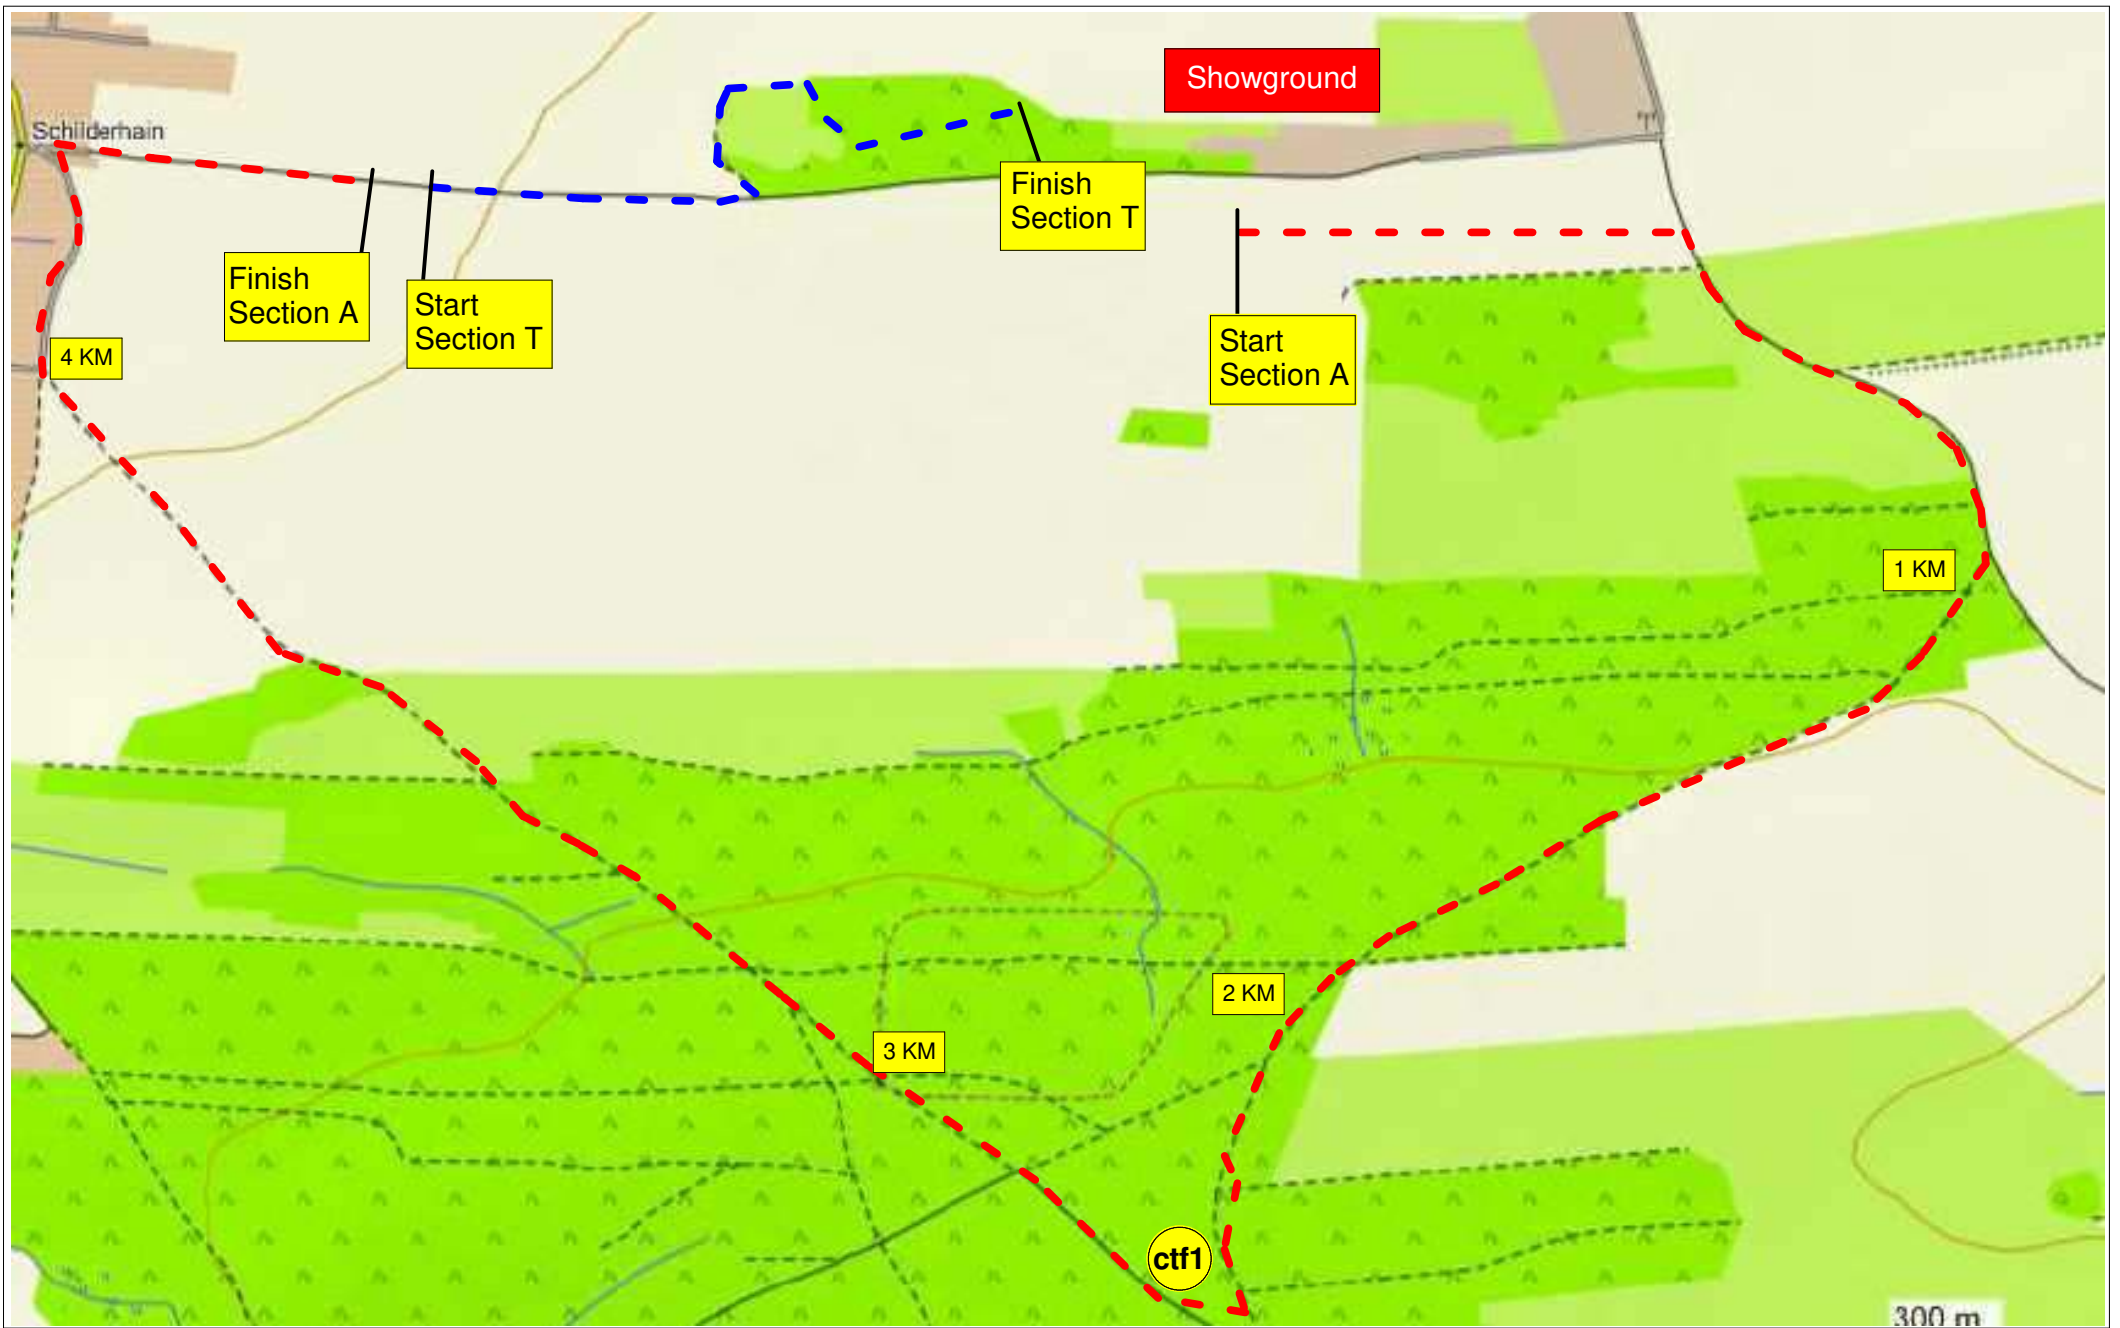 Showground
Schilderhain
Finish
Section T
Finish
Section A
Start
Section T
Start
Section A
4 KM
1 KM
2 KM
3 KM
ctf1
300 m